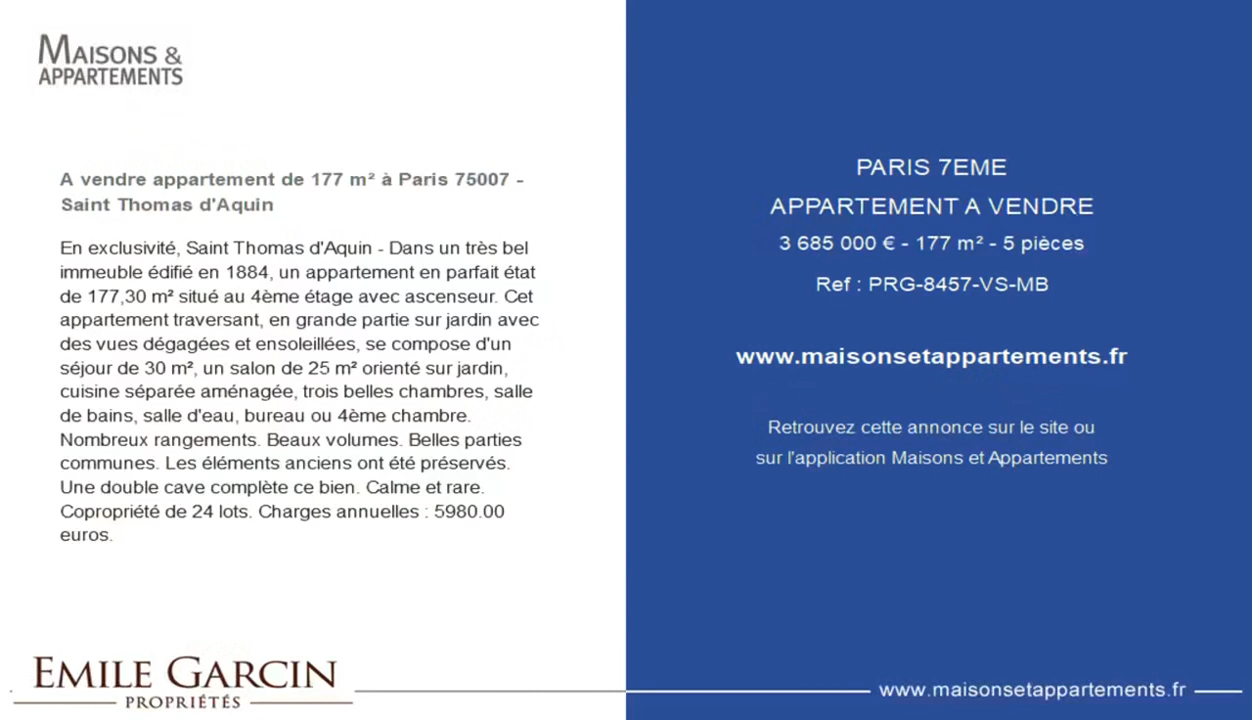 MAISONS &
APPARTEMENTS
A vendre appartement de 177 m² à Paris 75007 -
Saint Thomas d'Aquin
En exclusivité, Saint Thomas d'Aquin - Dans un très bel
immeuble édifié en 1884, un appartement en parfait état
de 177,30 m² situé au 4ème étage avec ascenseur. Cet
appartement traversant, en grande partie sur jardin avec
des vues dégagées et ensoleillées, se compose d'un
séjour de 30 m², un salon de 25 m² orienté sur jardin,
cuisine séparée aménagée, trois belles chambres, salle
de bains, salle d'eau, bureau ou 4ème chambre.
Nombreux rangements. Beaux volumes. Belles parties
communes. Les éléments anciens ont été préservés.
Une double cave complète ce bien. Calme et rare.
Copropriété de 24 lots. Charges annuelles : 5980.00
euros.
EMILE GARCIN
PROPRIÉTÉS
PARIS 7EME
APPARTEMENT A VENDRE
3 685 000 € - 177 m² - 5 pièces
Ref : PRG-8457-VS-MB
www.maisonsetappartements.fr
Retrouvez cette annonce sur le site ou
sur l'application Maisons et Appartements
www.maisonsetappartements.fr